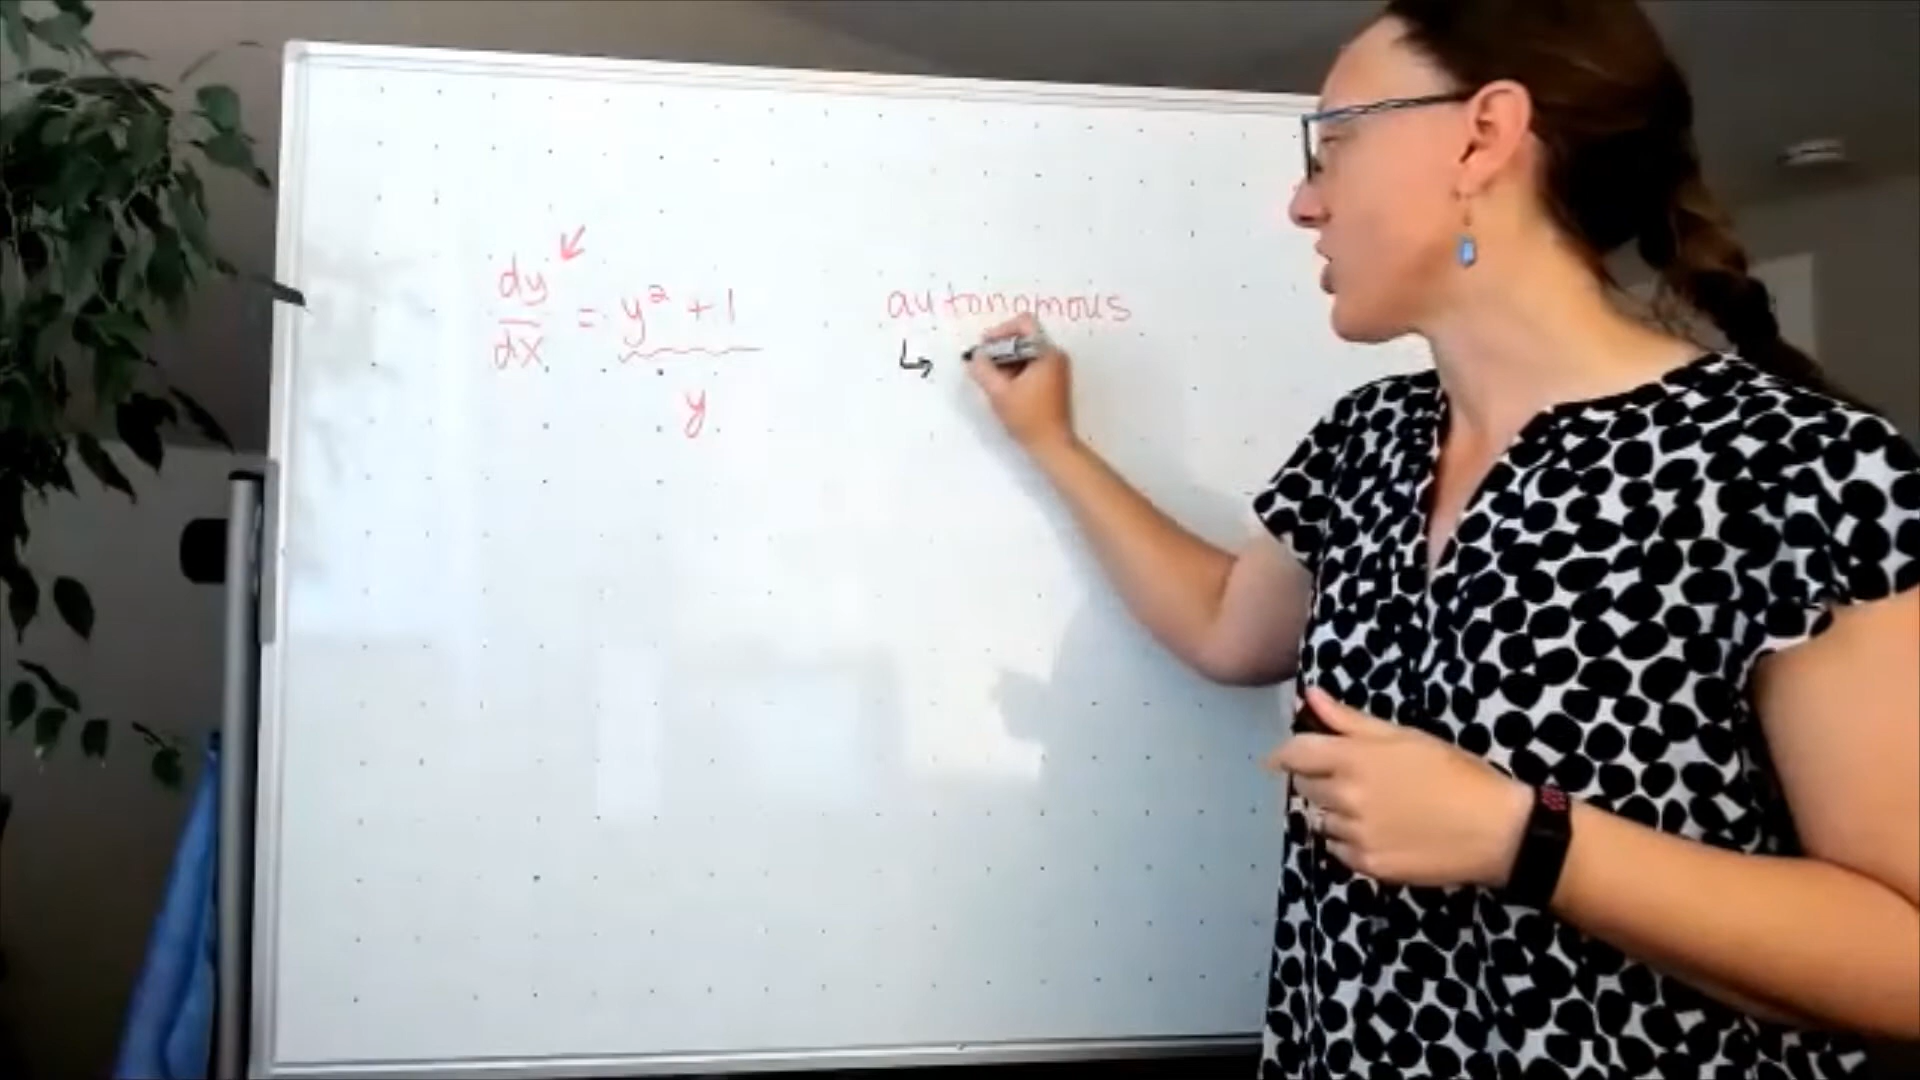 dy/dx = y² + 1
y
autonomous
↳